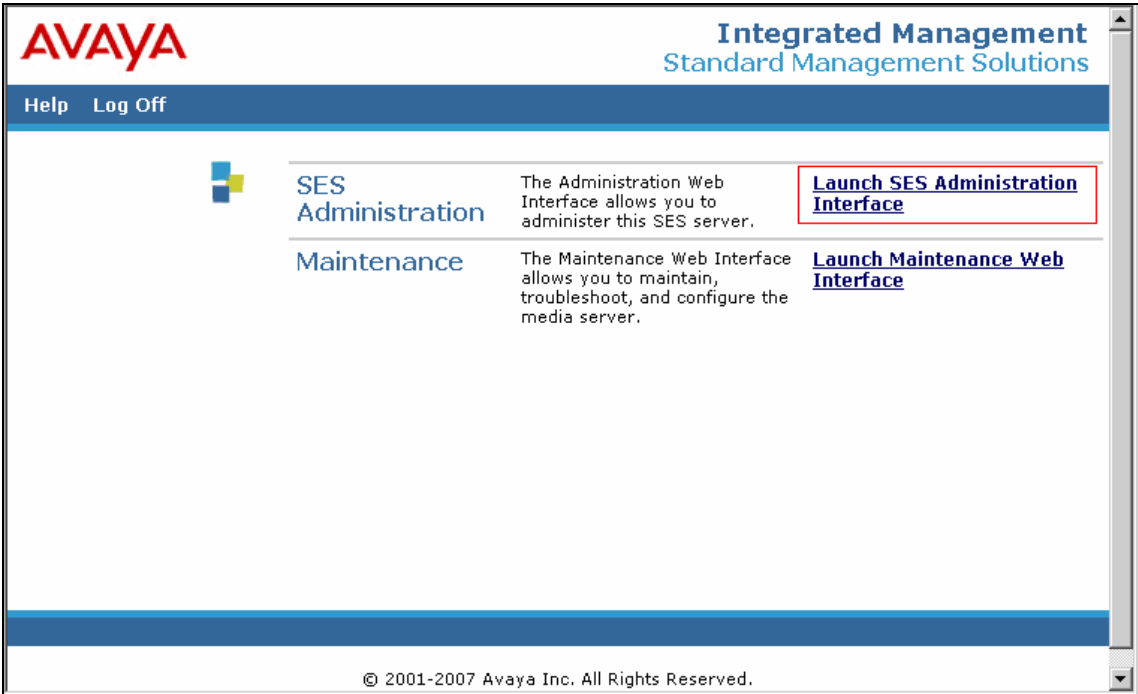 AVAYA
Integrated Management
Standard Management Solutions
Help Log Off
SES
Administration
The Administration Web
Interface allows you to
administer this SES server.
Launch SES Administration
Interface
Maintenance
The Maintenance Web Interface
allows you to maintain,
troubleshoot, and configure the
media server.
Launch Maintenance Web
Interface
© 2001-2007 Avaya Inc. All Rights Reserved.